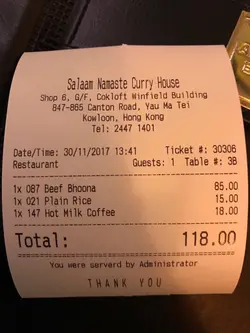 Salaam Namaste Curry House
Shop 6, G/F, Cokloft Winfield Building
847-865 Canton Road, Yau Ma Tei
Kowloon, Hong Kong
Tel: 2447 1401
Date/Time: 30/11/2017 13:41 Ticket #: 30306
Restaurant Guests: 1 Table #: 3B
1x 087 Beef Bhoona 85.00
1x 021 Plain Rice 15.00
1x 147 Hot Milk Coffee 18.00
Total: 118.00
You were served by Administrator
THANK YOU